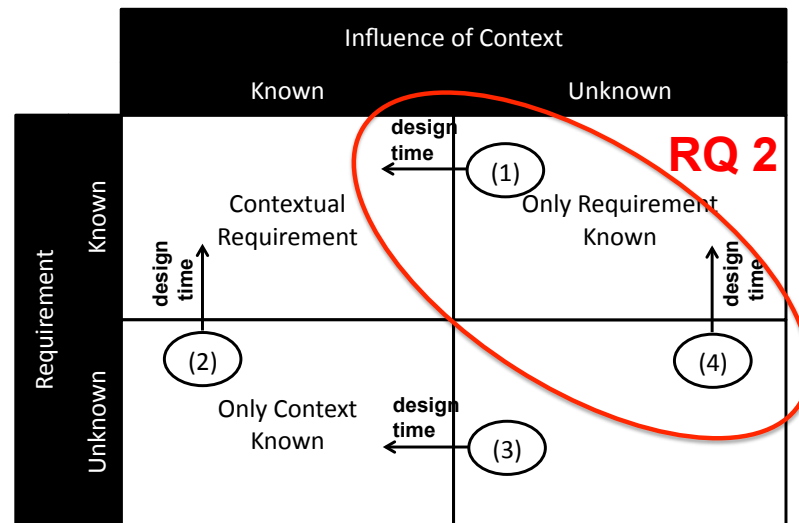 Influence of Context
Known
Unknown
Requirement
Known
Unknown
design
time
(1)
RQ 2
Contextual
Requirement
Only Requirement
Known
design
time
design
time
(2)
(4)
Only Context
Known
design
time
(3)